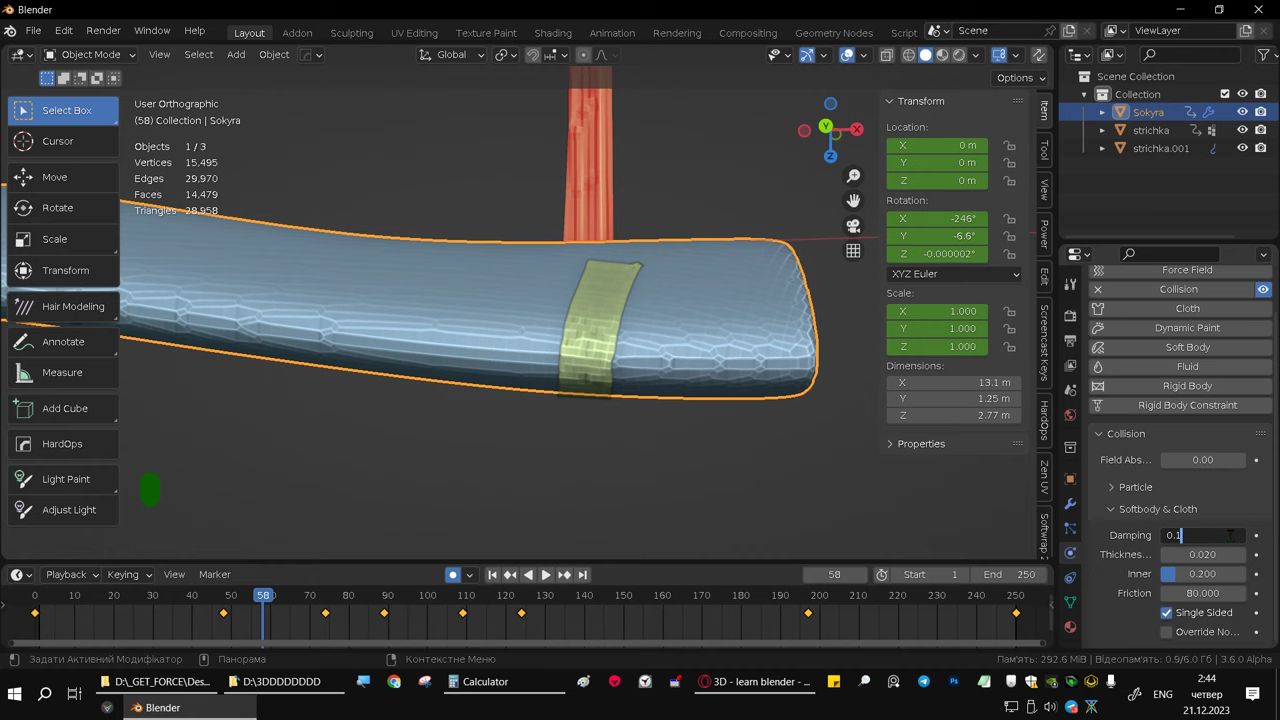 Blender
File Edit Render Window Help Layout Addon Sculpting UV Editing Texture Paint Shading Animation Rendering Compositing Geometry Nodes Script Scene ViewLayer
Object Mode View Select Add Object Global
Options
Select Box
Cursor
Move
Rotate
Scale
Transform
Hair Modeling
Annotate
Measure
Add Cube
HardOps
Light Paint
Adjust Light
User Orthographic
(58) Collection | Sokyra
Objects 1 / 3
Vertices 15,495
Edges 29,970
Faces 14,479
Triangles 28,958
X
Y
Z
Transform
Location:
X 0 m
Y 0 m
Z 0 m
Rotation:
X -246°
Y -6.6°
Z -0.000002°
XYZ Euler
Scale:
X 1.000
Y 1.000
Z 1.000
Dimensions:
X 13.1 m
Y 1.25 m
Z 2.77 m
Properties
Item
Tool
View
Power
Edit
Screencast Keys
HardOps
Zen UV
Softwrap
Scene Collection
Collection
Sokyra
strichka
strichka.001
Force Field
Collision
Cloth
Dynamic Paint
Soft Body
Fluid
Rigid Body
Rigid Body Constraint
Collision
Field Abs... 0.00
Particle
Softbody & Cloth
Damping 0.1
Thicknes... 0.020
Inner 0.200
Friction 80.000
Single Sided
Override No...
Playback Keying View Marker 58 Start 1 End 250
0 10 20 30 40 50 58 70 80 90 100 110 120 130 140 150 160 170 180 190 200 210 220 230 240 250
Задати Активний Модифікатор Панорама Контекстне Меню Пам'ять: 292.6 MiB | Відеопам'ять: 0.9/6.0 Гб | 3.6.0 Alpha
D:\_GET_FORCE\Des... D:\3DDDDDDDD Calculator 3D - learn blender - ... 2:44
ENG четвер
Blender 21.12.2023